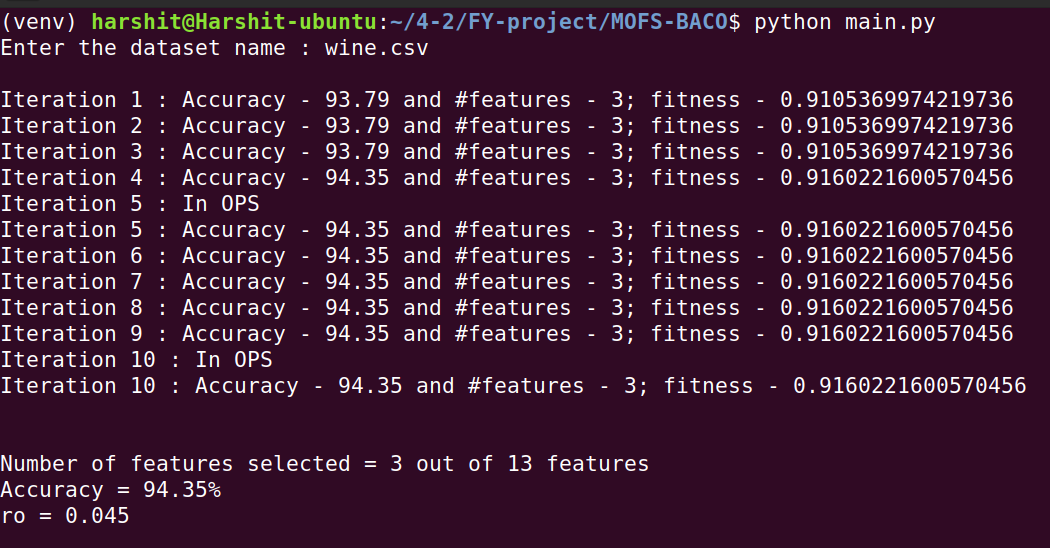 (venv) harshit@Harshit-ubuntu:~/4-2/FY-project/MOFS-BACO$ python main.py
Enter the dataset name : wine.csv
Iteration 1 : Accuracy - 93.79 and #features - 3; fitness - 0.9105369974219736
Iteration 2 : Accuracy - 93.79 and #features - 3; fitness - 0.9105369974219736
Iteration 3 : Accuracy - 93.79 and #features - 3; fitness - 0.9105369974219736
Iteration 4 : Accuracy - 94.35 and #features - 3; fitness - 0.9160221600570456
Iteration 5 : In OPS
Iteration 5 : Accuracy - 94.35 and #features - 3; fitness - 0.9160221600570456
Iteration 6 : Accuracy - 94.35 and #features - 3; fitness - 0.9160221600570456
Iteration 7 : Accuracy - 94.35 and #features - 3; fitness - 0.9160221600570456
Iteration 8 : Accuracy - 94.35 and #features - 3; fitness - 0.9160221600570456
Iteration 9 : Accuracy - 94.35 and #features - 3; fitness - 0.9160221600570456
Iteration 10 : In OPS
Iteration 10 : Accuracy - 94.35 and #features - 3; fitness - 0.9160221600570456
Number of features selected = 3 out of 13 features
Accuracy = 94.35%
ro = 0.045